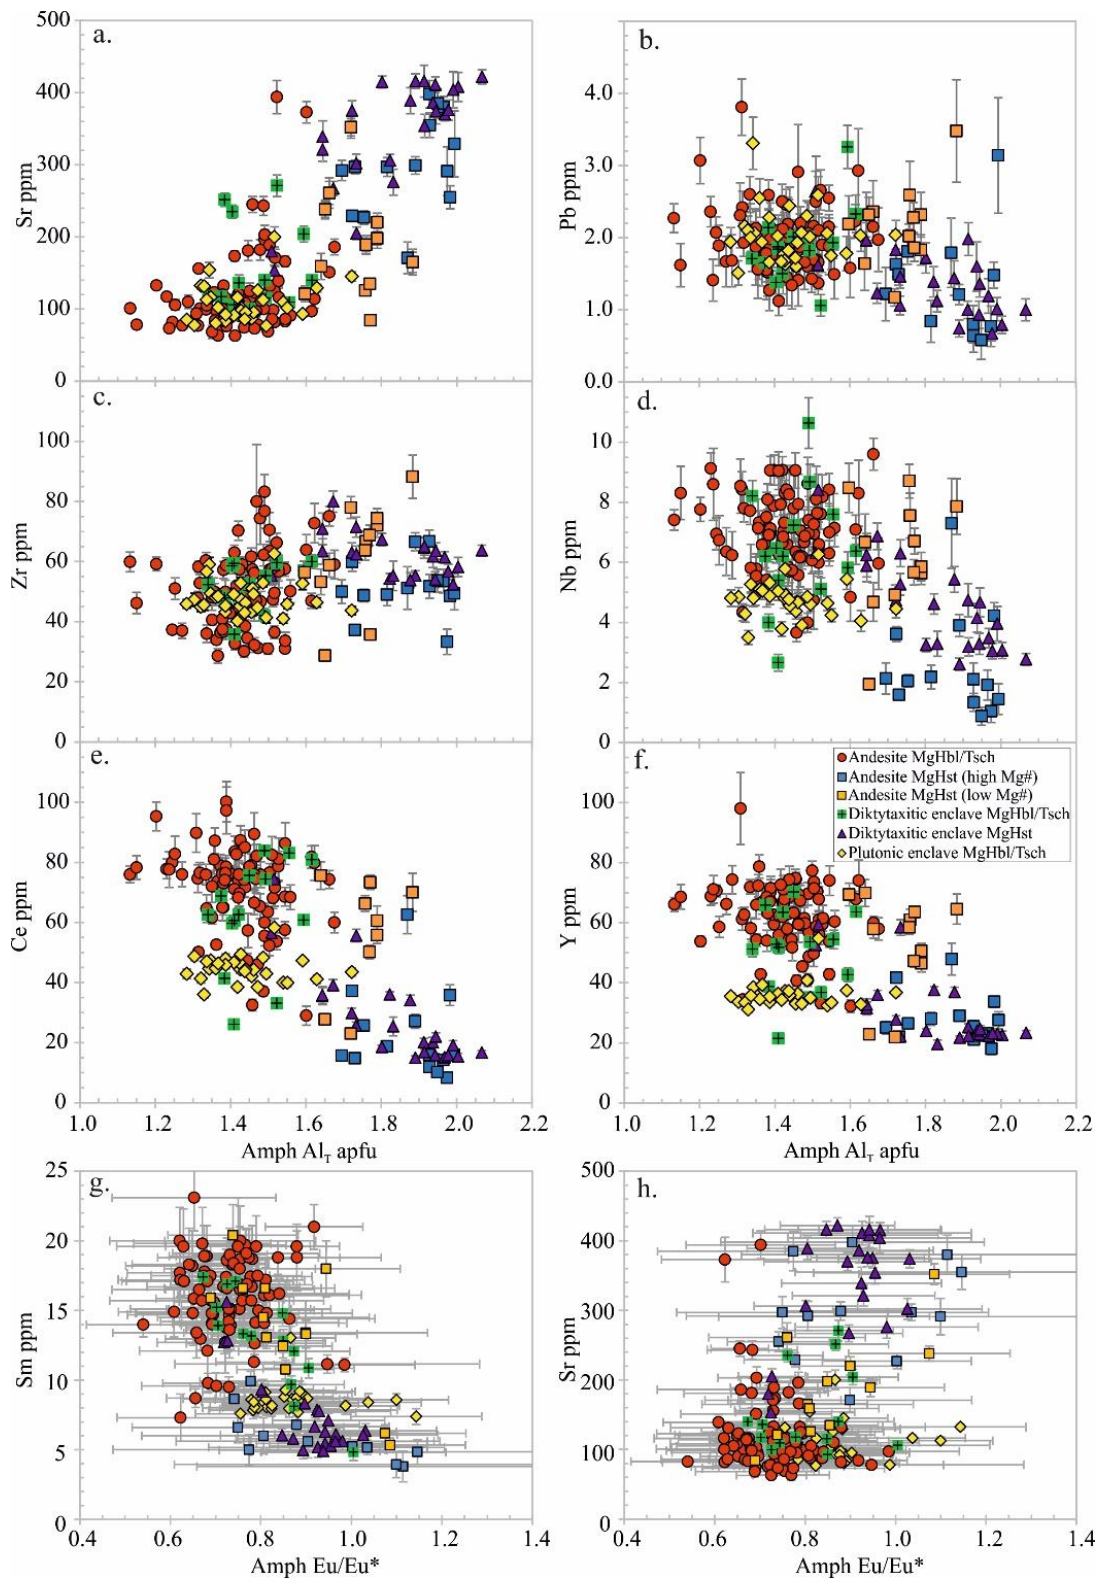 a.
500
400
300
200
100
0
Sr ppm
b.
4.0
3.0
2.0
1.0
0.0
Pb ppm
c.
100
80
60
40
20
0
Zr ppm
d.
10
8
6
4
2
0
Nb ppm
e.
100
80
60
40
20
0
Ce ppm
1.0 1.2 1.4 1.6 1.8 2.0 2.2
Amph Al_T apfu
f.
100
80
60
40
20
0
Y ppm
Andesite MgHbl/Tsch
Andesite MgHst (high Mg#)
Andesite MgHst (low Mg#)
Diktytaxitic enclave MgHbl/Tsch
Diktytaxitic enclave MgHst
Plutonic enclave MgHbl/Tsch
1.0 1.2 1.4 1.6 1.8 2.0 2.2
Amph Al_T apfu
g.
25
20
15
10
5
0
Sm ppm
0.4 0.6 0.8 1.0 1.2 1.4
Amph Eu/Eu*
h.
500
400
300
200
100
0
Sr ppm
0.4 0.6 0.8 1.0 1.2 1.4
Amph Eu/Eu*